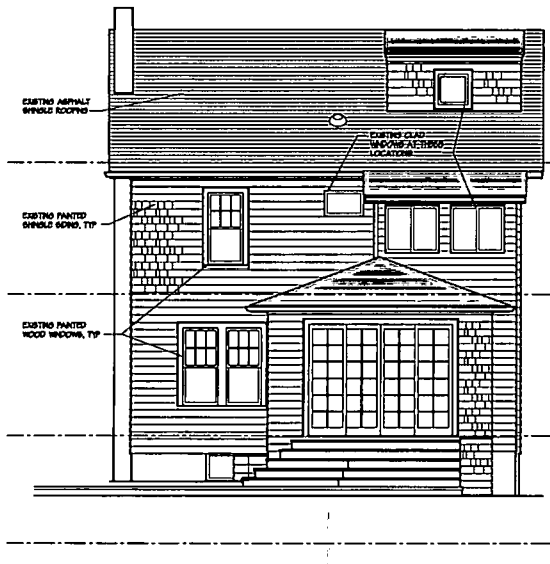 EXISTING ASPHALT
SHINGLE ROOFING
EXISTING CLAD
WINDOWS AT THESE
LOCATIONS
EXISTING PAINTED
SHINGLE SIDING, TYP
EXISTING PAINTED
WOOD WINDOWS, TYP